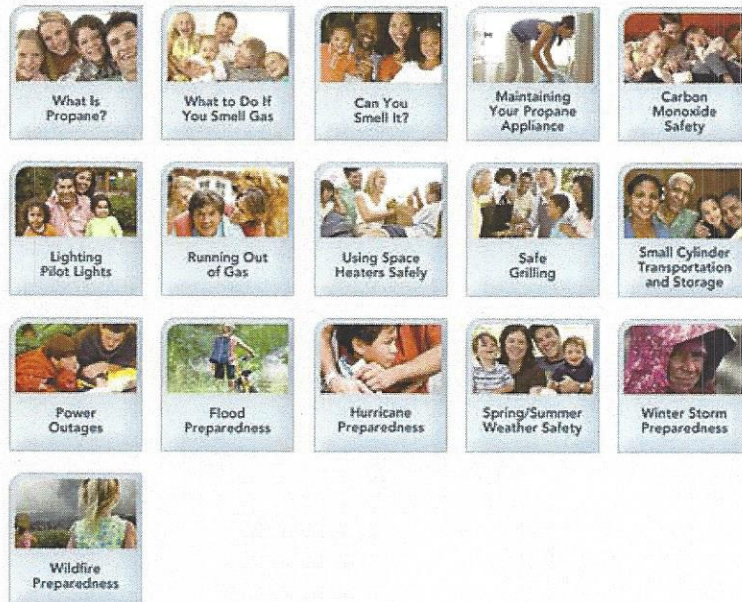 What Is
Propane?
What to Do If
You Smell Gas
Can You
Smell It?
Maintaining
Your Propane
Appliance
Carbon
Monoxide
Safety
Lighting
Pilot Lights
Running Out
of Gas
Using Space
Heaters Safely
Safe
Grilling
Small Cylinder
Transportation
and Storage
Power
Outages
Flood
Preparedness
Hurricane
Preparedness
Spring/Summer
Weather Safety
Winter Storm
Preparedness
Wildfire
Preparedness